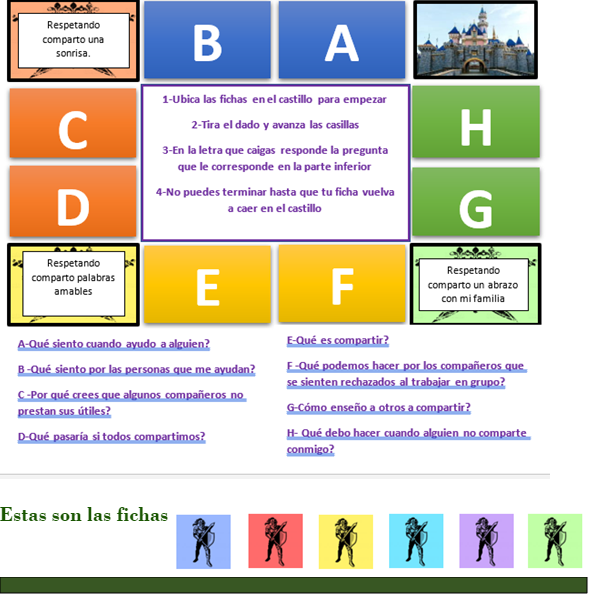 Respetando
comparto una
sonrisa.
B
A
C
1-Ubica las fichas en el castillo para empezar
2-Tira el dado y avanza las casillas
3-En la letra que caigas responde la pregunta
que le corresponde en la parte inferior
4-No puedes terminar hasta que tu ficha vuelva
a caer en el castillo
H
D
G
Respetando
comparto palabras
amables
E
F
Respetando
comparto un abrazo
con mi familia
A-Qué siento cuando ayudo a alguien?
B -Qué siento por las personas que me ayudan?
C -Por qué crees que algunos compañeros no
prestan sus útiles?
D-Qué pasaría si todos compartimos?
E-Qué es compartir?
F -Qué podemos hacer por los compañeros que
se sienten rechazados al trabajar en grupo?
G-Cómo enseño a otros a compartir?
H- Qué debo hacer cuando alguien no comparte
conmigo?
Estas son las fichas